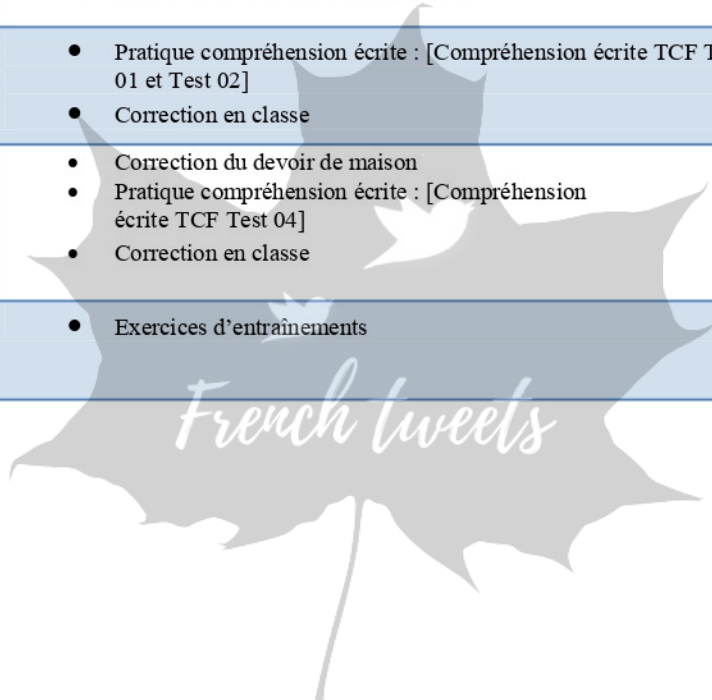 • Pratique compréhension écrite : [Compréhension écrite TCF T
01 et Test 02]
• Correction en classe
• Correction du devoir de maison
• Pratique compréhension écrite : [Compréhension
écrite TCF Test 04]
• Correction en classe
• Exercices d’entraînements
French tweets